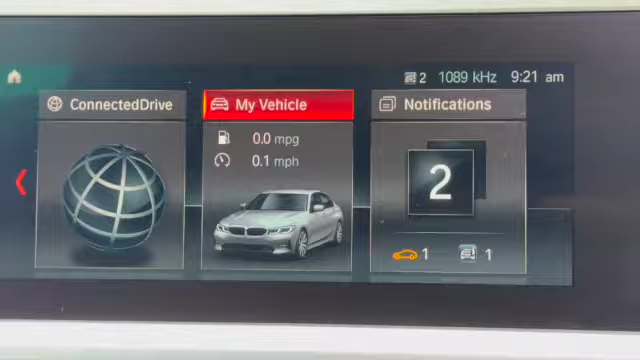 2 1089 kHz 9:21 am
ConnectedDrive
My Vehicle
0.0 mpg
0.1 mph
Notifications
2
1 1